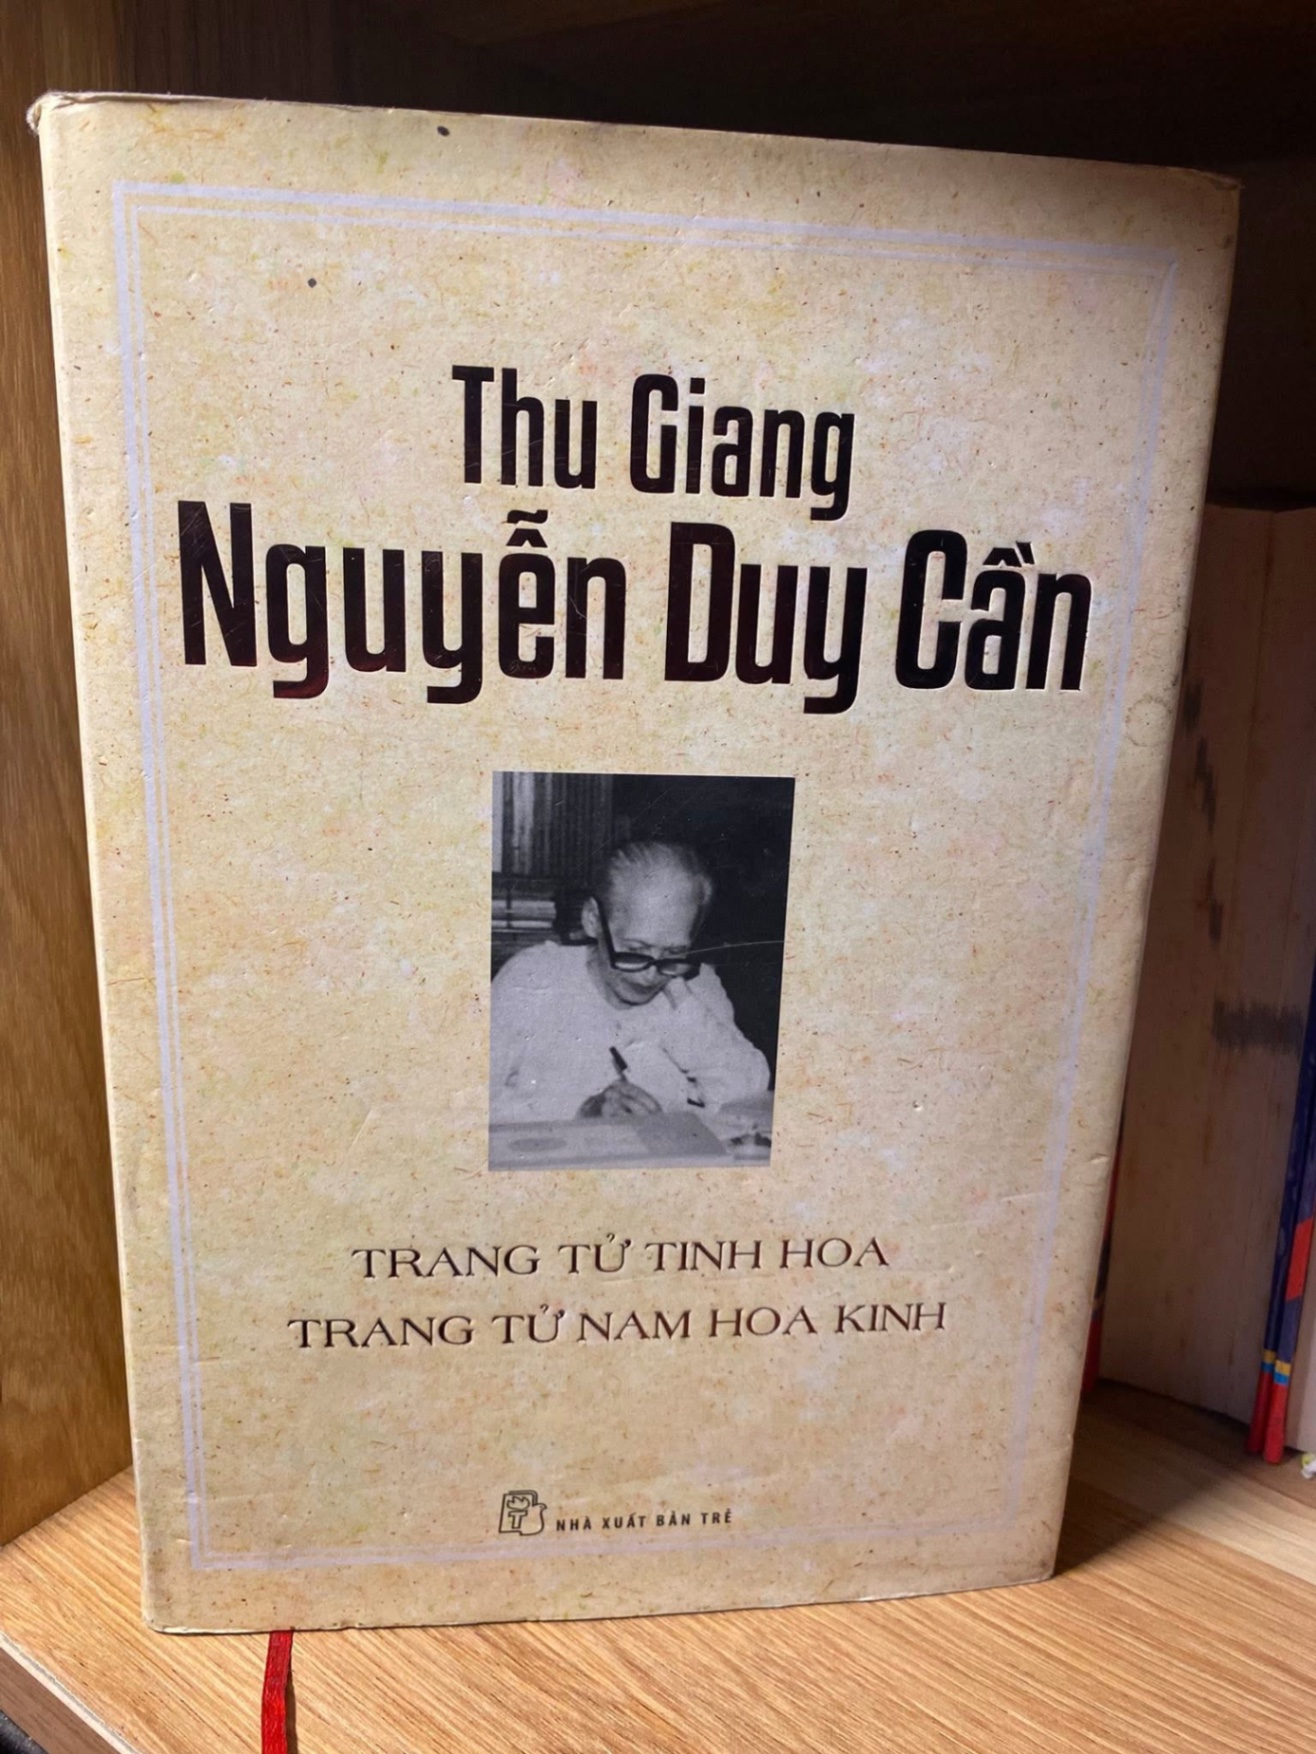 Thu Giang
Nguyễn Duy Cần
TRANG TỬ TINH HOA
TRANG TỬ NAM HOA KINH
T NHÀ XUẤT BẢN TRẺ